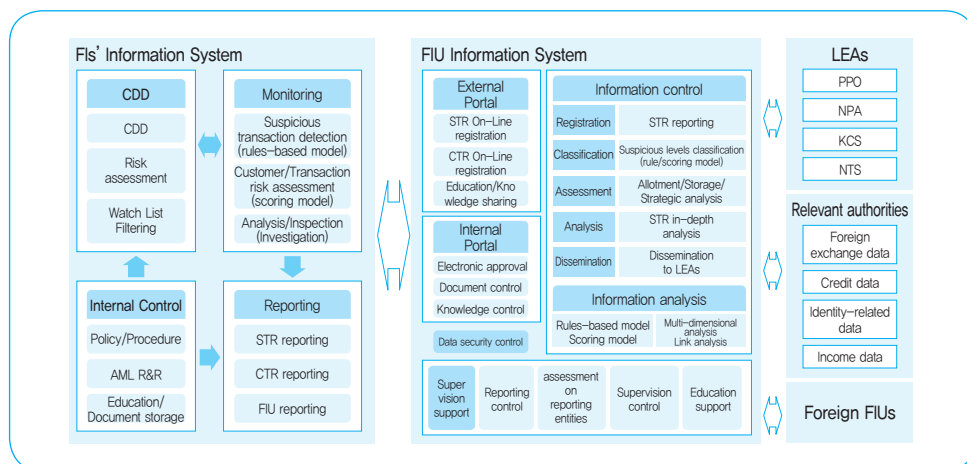 FIs' Information System
CDD
CDD
Risk
assessment
Watch List
Filtering
Monitoring
Suspicious
transaction detection
(rules-based model)
Customer/Transaction
risk assessment
(scoring model)
Analysis/Inspection
(Investigation)
Internal Control
Policy/Procedure
AML R&R
Education/
Document storage
Reporting
STR reporting
CTR reporting
FIU reporting
FIU Information System
External
Portal
STR On-Line
registration
CTR On-Line
registration
Education/Kno
wledge sharing
Internal
Portal
Electronic approval
Document control
Knowledge control
Data security control
Information control
Registration
STR reporting
Classification
Suspicious levels classification
(rule/scoring model)
Assessment
Allotment/Storage/
Strategic analysis
Analysis
STR in-depth
analysis
Dissemination
Dissemination
to LEAs
Information analysis
Rules-based model
Scoring model
Multi-dimensional
analysis
Link analysis
Super
vision
support
Reporting
control
assessment
on
reporting
entities
Supervision
control
Education
support
LEAs
PPO
NPA
KCS
NTS
Relevant authorities
Foreign
exchange data
Credit data
Identity-related
data
Income data
Foreign FIUs